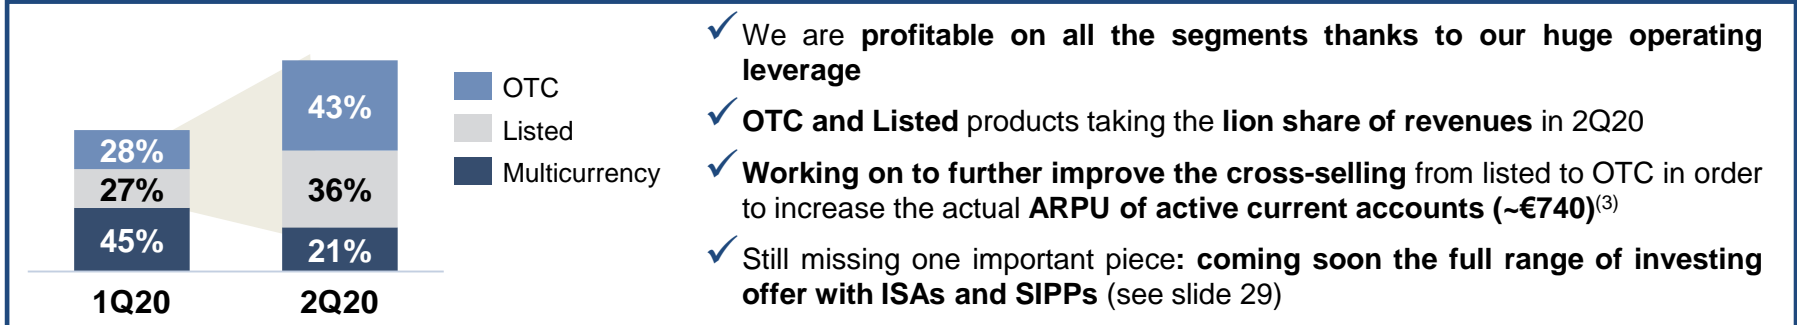 28%
27%
45%
1Q20
43%
36%
21%
2Q20
OTC
Listed
Multicurrency
✓ We are profitable on all the segments thanks to our huge operating
leverage
✓ OTC and Listed products taking the lion share of revenues in 2Q20
✓ Working on to further improve the cross-selling from listed to OTC in order
to increase the actual ARPU of active current accounts (~€740)(3)
✓ Still missing one important piece: coming soon the full range of investing
offer with ISAs and SIPPs (see slide 29)